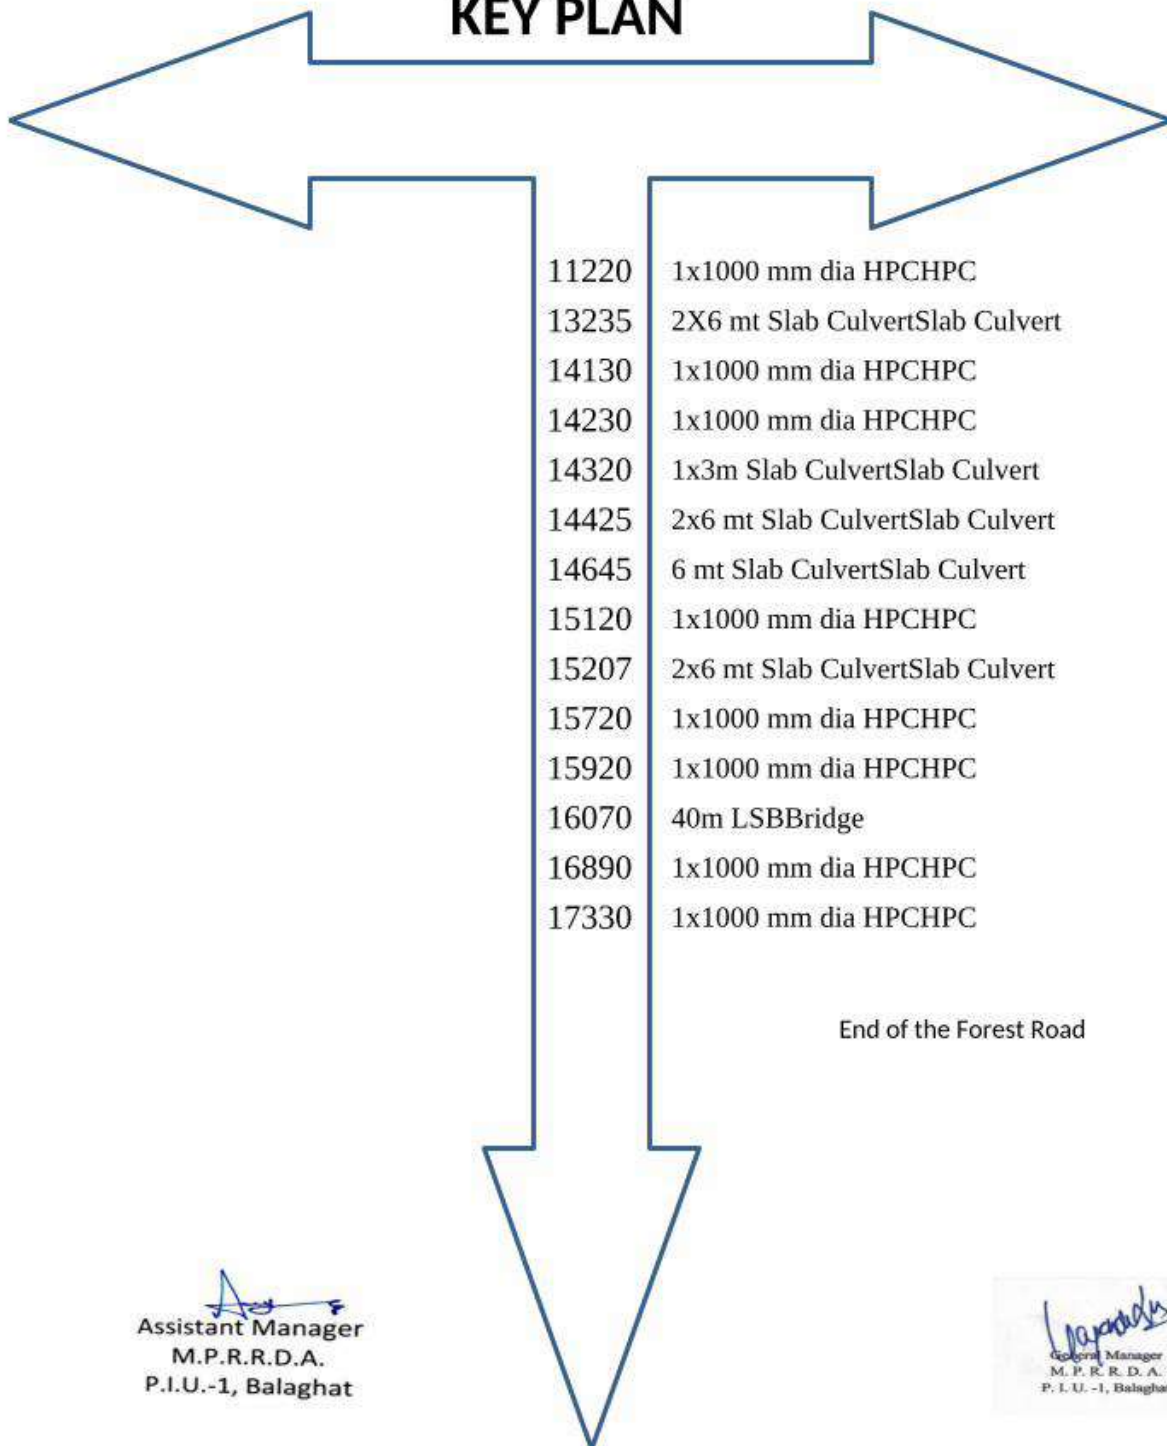 KEY PLAN
11220 1x1000 mm dia HPCHPC
13235 2X6 mt Slab CulvertSlab Culvert
14130 1x1000 mm dia HPCHPC
14230 1x1000 mm dia HPCHPC
14320 1x3m Slab CulvertSlab Culvert
14425 2x6 mt Slab CulvertSlab Culvert
14645 6 mt Slab CulvertSlab Culvert
15120 1x1000 mm dia HPCHPC
15207 2x6 mt Slab CulvertSlab Culvert
15720 1x1000 mm dia HPCHPC
15920 1x1000 mm dia HPCHPC
16070 40m LSBBridge
16890 1x1000 mm dia HPCHPC
17330 1x1000 mm dia HPCHPC
End of the Forest Road
Assistant Manager
M.P.R.R.D.A.
P.I.U.-1, Balaghat
General Manager
M. P. R. R. D. A.
P. I. U. -1, Balaghat